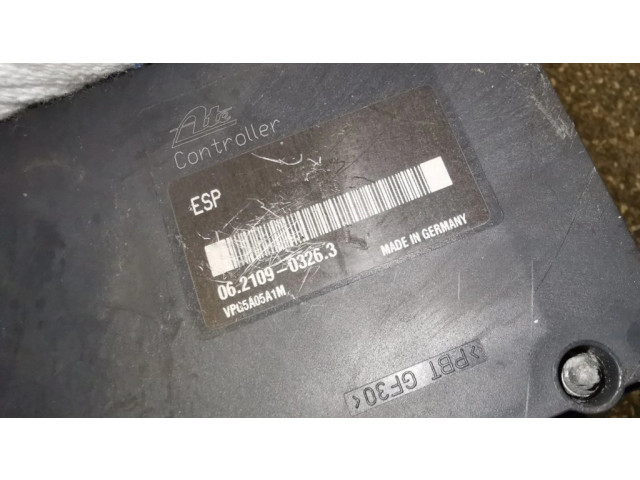 Ate
Controller
ESP
06.2109-0326.3
VPG5A05A1M
MADE IN GERMANY
>PBT GF30<